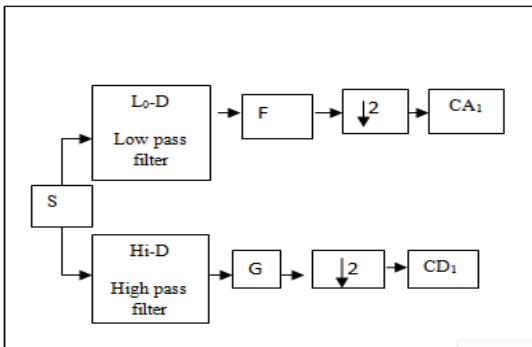 L₀-D
Low pass
filter
F
↓2
CA₁
S
Hi-D
High pass
filter
G
↓2
CD₁